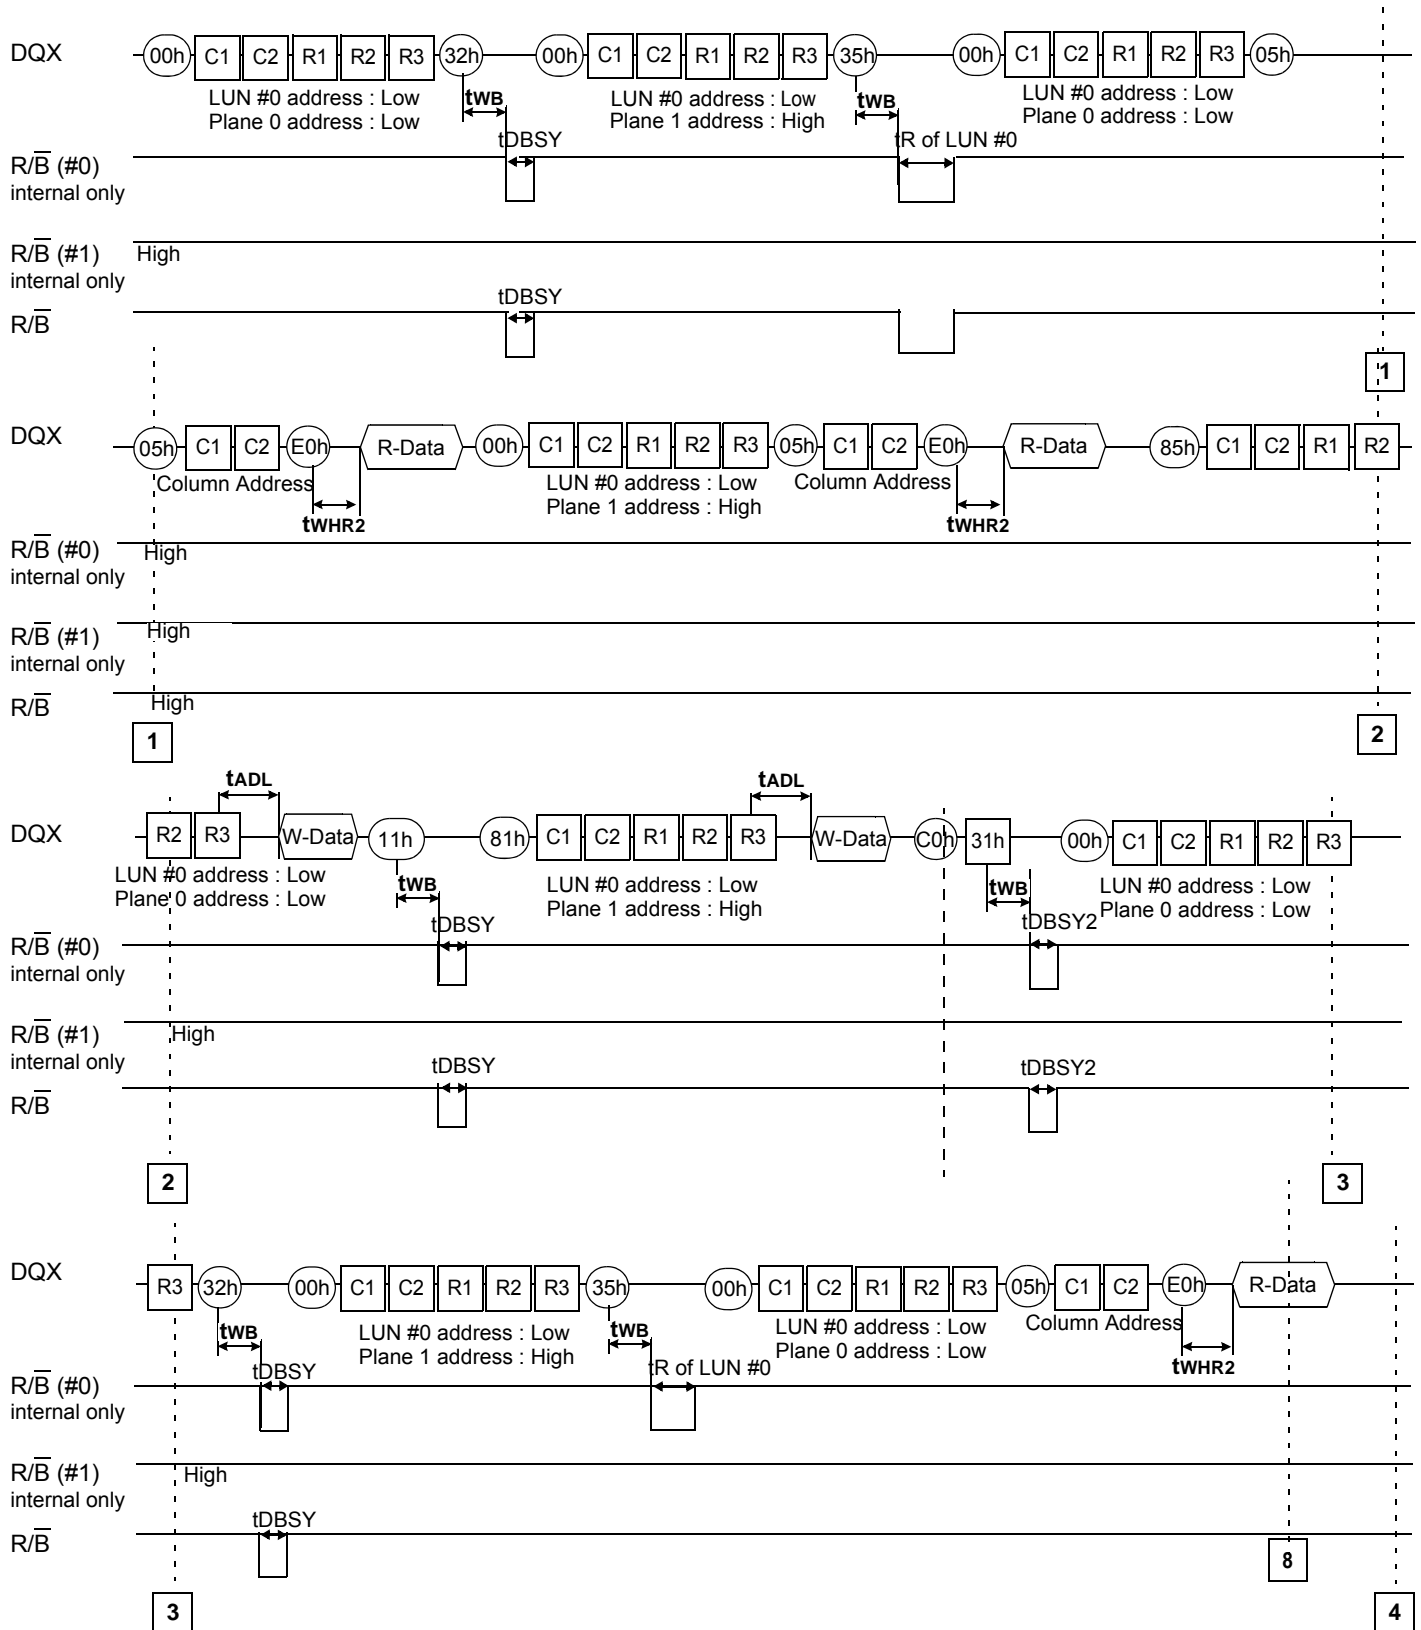 DQX 00h C1 C2 R1 R2 R3 32h 00h C1 C2 R1 R2 R3 35h 00h C1 C2 R1 R2 R3 05h
LUN #0 address : Low
Plane 0 address : Low
tWB
LUN #0 address : Low
Plane 1 address : High
tWB
LUN #0 address : Low
Plane 0 address : Low
tDBSY
tR of LUN #0
R/B (#0)
internal only
R/B (#1)
internal only
High
tDBSY
R/B
1
DQX 05h C1 C2 E0h R-Data 00h C1 C2 R1 R2 R3 05h C1 C2 E0h R-Data 85h C1 C2 R1 R2
Column Address
tWHR2
LUN #0 address : Low
Plane 1 address : High
Column Address
tWHR2
R/B (#0)
internal only
High
R/B (#1)
internal only
High
R/B
High
1
2
tADL
tADL
DQX R2 R3 W-Data 11h 81h C1 C2 R1 R2 R3 W-Data C0h 31h 00h C1 C2 R1 R2 R3
LUN #0 address : Low
Plane 0 address : Low
tWB
LUN #0 address : Low
Plane 1 address : High
tWB
LUN #0 address : Low
Plane 0 address : Low
tDBSY
tDBSY2
R/B (#0)
internal only
R/B (#1)
internal only
High
tDBSY
tDBSY2
R/B
2
3
DQX R3 32h 00h C1 C2 R1 R2 R3 35h 00h C1 C2 R1 R2 R3 05h C1 C2 E0h R-Data
tWB
LUN #0 address : Low
Plane 1 address : High
tWB
LUN #0 address : Low
Plane 0 address : Low
Column Address
tWHR2
tDBSY
tR of LUN #0
R/B (#0)
internal only
R/B (#1)
internal only
High
tDBSY
R/B
8
3
4